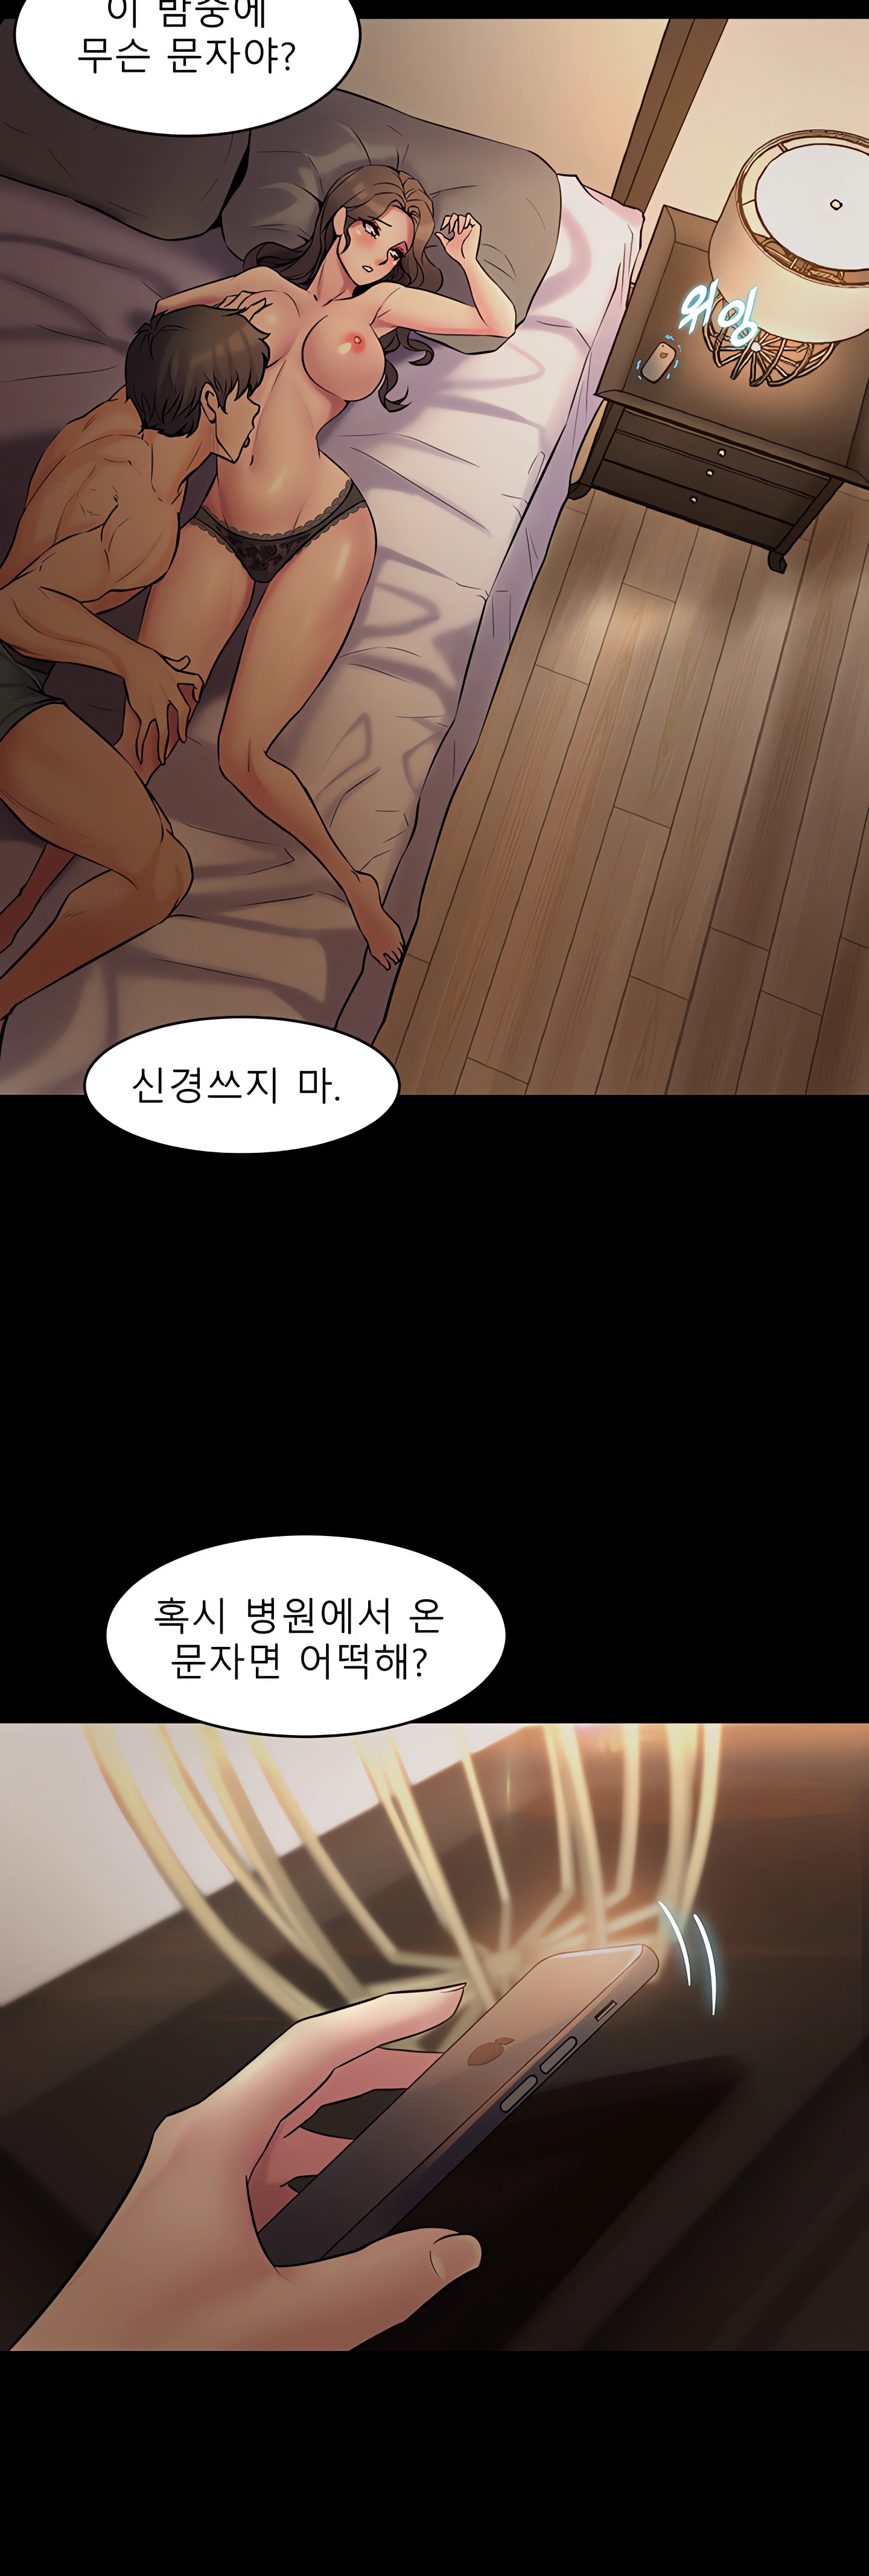 이 밤중에
무슨 문자야?
위잉
신경쓰지 마.
혹시 병원에서 온
문자면 어떡해?